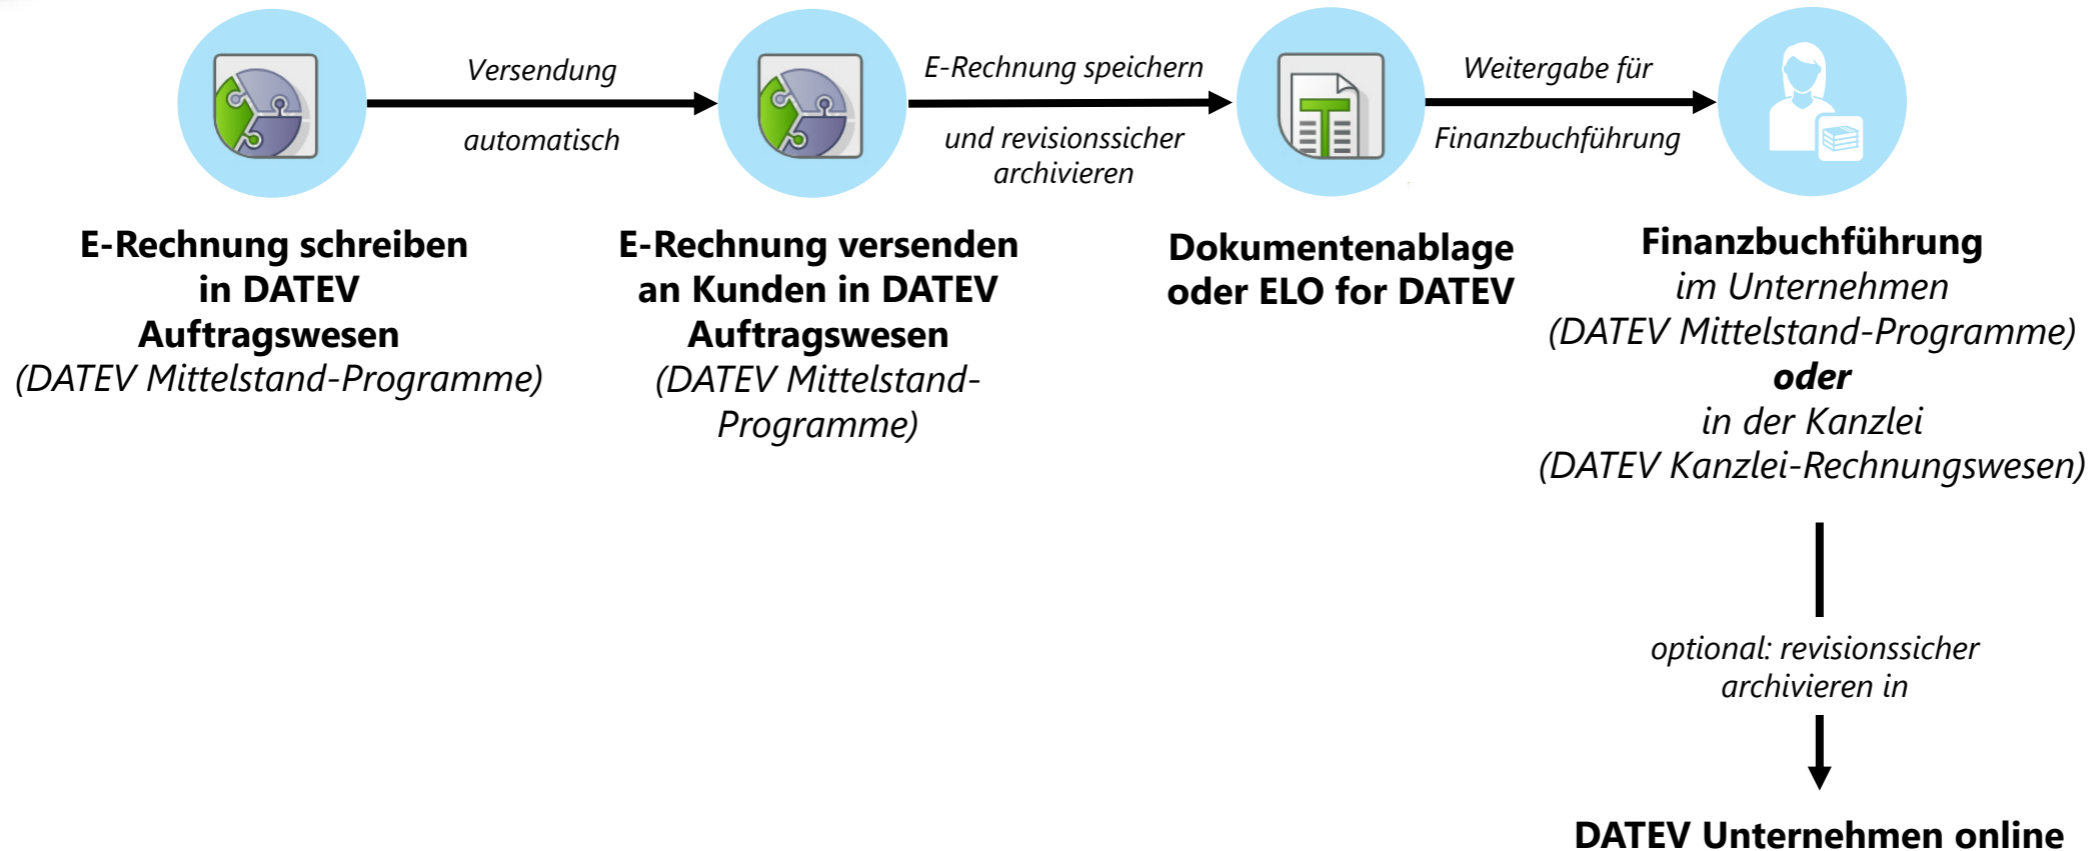 Versendung
automatisch
E-Rechnung speichern
und revisionssicher
archivieren
Weitergabe für
Finanzbuchführung
E-Rechnung schreiben
in DATEV
Auftragswesen
(DATEV Mittelstand-Programme)
E-Rechnung versenden
an Kunden in DATEV
Auftragswesen
(DATEV Mittelstand-
Programme)
Dokumentenablage
oder ELO for DATEV
Finanzbuchführung
im Unternehmen
(DATEV Mittelstand-Programme)
oder
in der Kanzlei
(DATEV Kanzlei-Rechnungswesen)
optional: revisionssicher
archivieren in
DATEV Unternehmen online